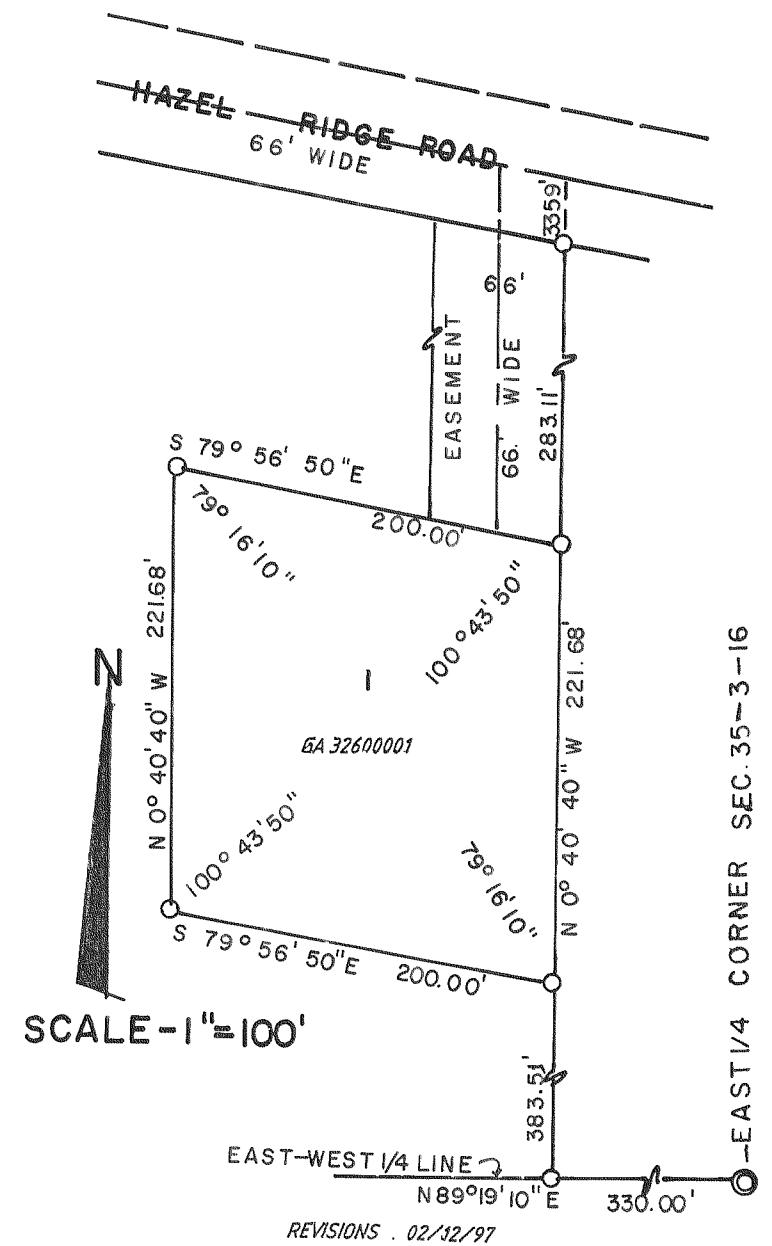 HAZEL RIDGE ROAD
66' WIDE
33.59'
66'
EASEMENT
66.' WIDE
283.11'
S 79° 56' 50"E
200.00'
79° 16' 10"
100° 43' 50"
221.68'
N 0° 40' 40" W
N
I
221.68'
N 0° 40' 40" W
GA 32600001
100° 43' 50"
79° 16' 10"
S 79° 56' 50"E 200.00'
SCALE-1"=100'
383.51'
EAST-WEST 1/4 LINE
N89°19'10"E
330.00'
EAST 1/4 CORNER SEC. 35-3-16
REVISIONS . 02/12/97